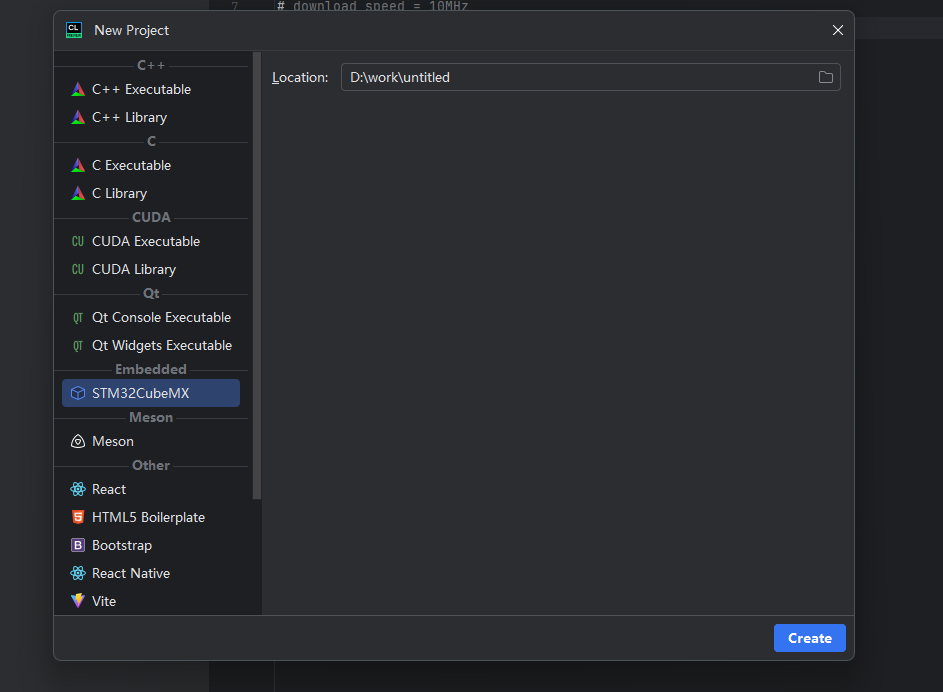 7 # download speed = 10MHz
CL New Project
C++
C++ Executable
C++ Library
C
C Executable
C Library
CUDA
CU CUDA Executable
CU CUDA Library
Qt
QT Qt Console Executable
QT Qt Widgets Executable
Embedded
STM32CubeMX
Meson
Meson
Other
React
5 HTML5 Boilerplate
B Bootstrap
React Native
Vite
Location: D:\work\untitled
Create